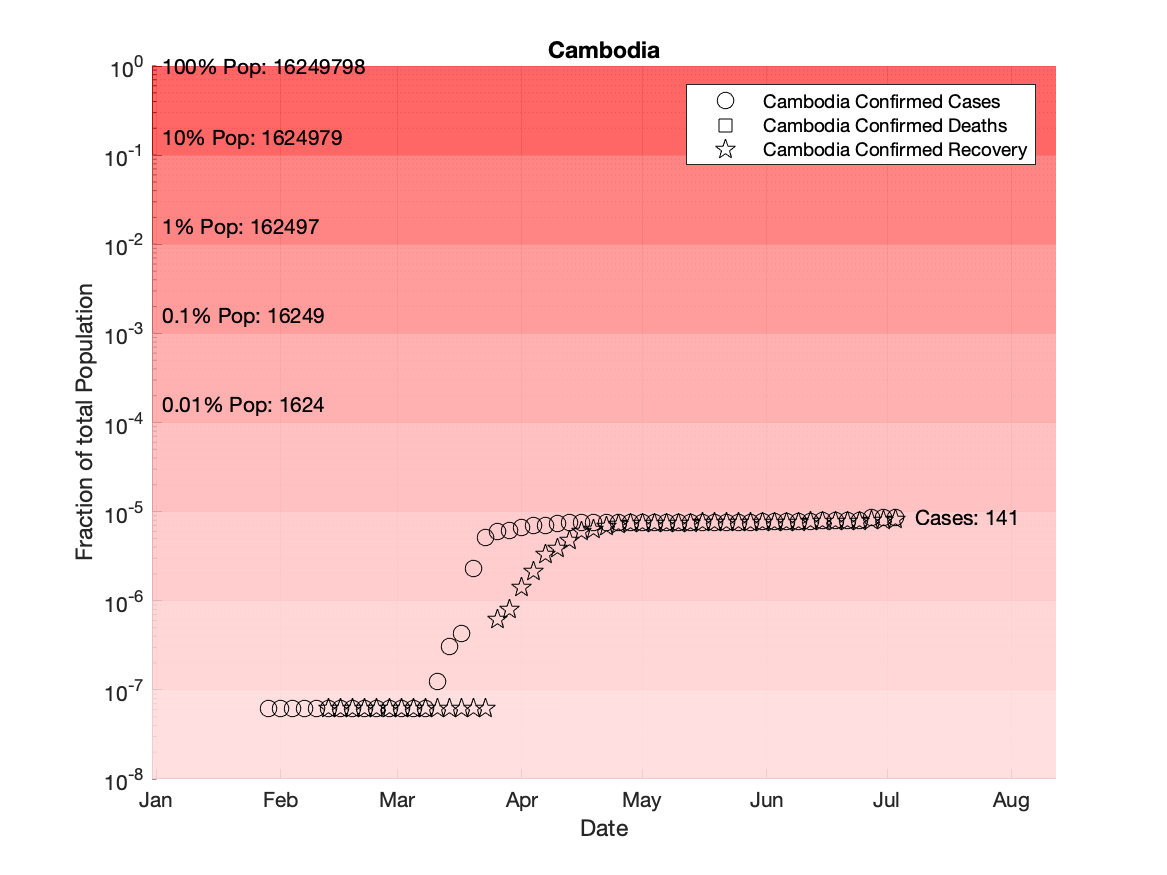 Cambodia
10^0
100% Pop: 16249798
Cambodia Confirmed Cases
Cambodia Confirmed Deaths
Cambodia Confirmed Recovery
10% Pop: 1624979
10^-1
1% Pop: 162497
10^-2
0.1% Pop: 16249
10^-3
0.01% Pop: 1624
10^-4
10^-5
Cases: 141
10^-6
10^-7
10^-8
Fraction of total Population
Jan Feb Mar Apr May Jun Jul Aug
Date